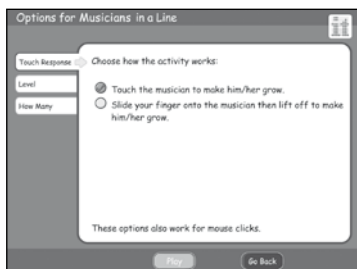 Options for Musicians in a Line
it
Touch Response
Choose how the activity works:
Level
Touch the musician to make him/her grow.
How Many
Slide your finger onto the musician then lift off to make
him/her grow.
These options also work for mouse clicks.
Play
Go Back